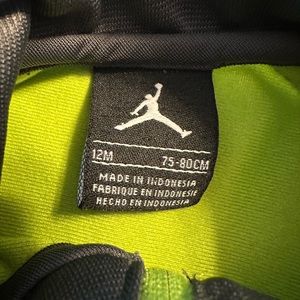 12M 75-80CM
MADE IN INDONESIA
FABRIQUE EN INDONESIE
HECHO EN INDONESIA